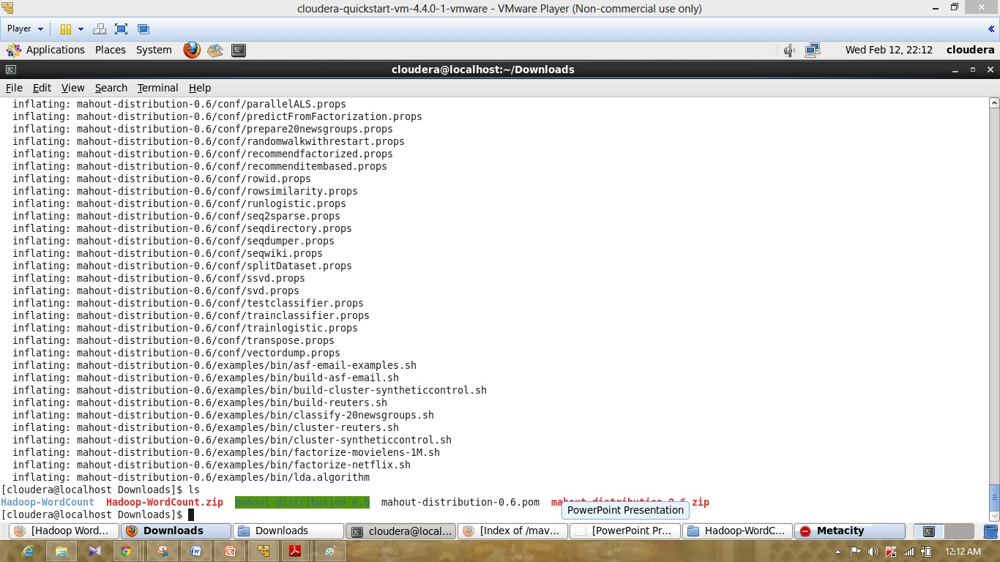 cloudera-quickstart-vm-4.4.0-1-vmware - VMware Player (Non-commercial use only)
Player
Applications Places System Wed Feb 12, 22:12 cloudera
cloudera@localhost:~/Downloads
File Edit View Search Terminal Help
inflating: mahout-distribution-0.6/conf/parallelALS.props
inflating: mahout-distribution-0.6/conf/predictFromFactorization.props
inflating: mahout-distribution-0.6/conf/prepare20newsgroups.props
inflating: mahout-distribution-0.6/conf/randomwalkwithrestart.props
inflating: mahout-distribution-0.6/conf/recommendfactorized.props
inflating: mahout-distribution-0.6/conf/recommenditembased.props
inflating: mahout-distribution-0.6/conf/rowid.props
inflating: mahout-distribution-0.6/conf/rowsimilarity.props
inflating: mahout-distribution-0.6/conf/runlogistic.props
inflating: mahout-distribution-0.6/conf/seq2sparse.props
inflating: mahout-distribution-0.6/conf/seqdirectory.props
inflating: mahout-distribution-0.6/conf/seqdumper.props
inflating: mahout-distribution-0.6/conf/seqwiki.props
inflating: mahout-distribution-0.6/conf/splitDataset.props
inflating: mahout-distribution-0.6/conf/ssvd.props
inflating: mahout-distribution-0.6/conf/svd.props
inflating: mahout-distribution-0.6/conf/testclassifier.props
inflating: mahout-distribution-0.6/conf/trainclassifier.props
inflating: mahout-distribution-0.6/conf/trainlogistic.props
inflating: mahout-distribution-0.6/conf/transpose.props
inflating: mahout-distribution-0.6/conf/vectordump.props
inflating: mahout-distribution-0.6/examples/bin/asf-email-examples.sh
inflating: mahout-distribution-0.6/examples/bin/build-asf-email.sh
inflating: mahout-distribution-0.6/examples/bin/build-cluster-syntheticcontrol.sh
inflating: mahout-distribution-0.6/examples/bin/build-reuters.sh
inflating: mahout-distribution-0.6/examples/bin/classify-20newsgroups.sh
inflating: mahout-distribution-0.6/examples/bin/cluster-reuters.sh
inflating: mahout-distribution-0.6/examples/bin/cluster-syntheticcontrol.sh
inflating: mahout-distribution-0.6/examples/bin/factorize-movielens-1M.sh
inflating: mahout-distribution-0.6/examples/bin/factorize-netflix.sh
inflating: mahout-distribution-0.6/examples/bin/lda.algorithm
[cloudera@localhost Downloads]$ ls
Hadoop-WordCount Hadoop-WordCount.zip mahout-distribution-0.6 mahout-distribution-0.6.pom mahout-distribution-0.6.zip
[cloudera@localhost Downloads]$
PowerPoint Presentation
[Hadoop Word... Downloads Downloads cloudera@local... [Index of /mav... [PowerPoint Pr... Hadoop-WordC... Metacity
12:12 AM